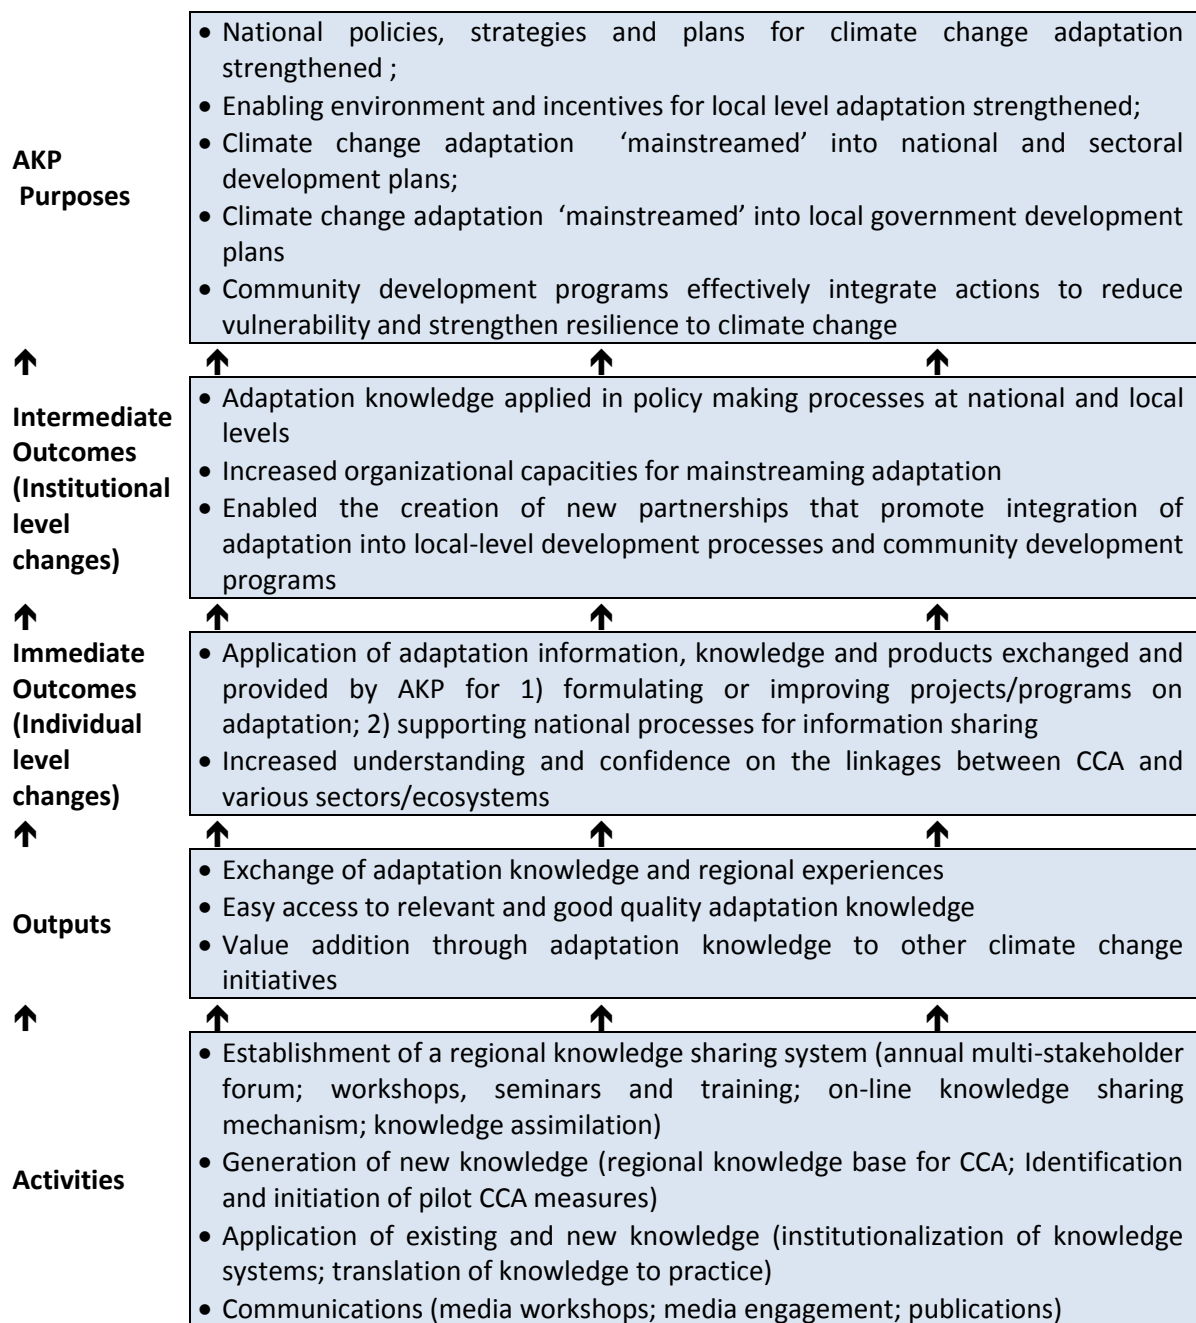 • National policies, strategies and plans for climate change adaptation
strengthened ;
• Enabling environment and incentives for local level adaptation strengthened;
• Climate change adaptation ‘mainstreamed’ into national and sectoral
development plans;
• Climate change adaptation ‘mainstreamed’ into local government development
plans
• Community development programs effectively integrate actions to reduce
vulnerability and strengthen resilience to climate change
AKP
Purposes
↑ ↑ ↑ ↑
Intermediate
Outcomes
(Institutional
level
changes)
• Adaptation knowledge applied in policy making processes at national and local
levels
• Increased organizational capacities for mainstreaming adaptation
• Enabled the creation of new partnerships that promote integration of
adaptation into local-level development processes and community development
programs
↑ ↑ ↑ ↑
Immediate
Outcomes
(Individual
level
changes)
• Application of adaptation information, knowledge and products exchanged and
provided by AKP for 1) formulating or improving projects/programs on
adaptation; 2) supporting national processes for information sharing
• Increased understanding and confidence on the linkages between CCA and
various sectors/ecosystems
↑ ↑ ↑ ↑
Outputs
• Exchange of adaptation knowledge and regional experiences
• Easy access to relevant and good quality adaptation knowledge
• Value addition through adaptation knowledge to other climate change
initiatives
↑ ↑ ↑ ↑
Activities
• Establishment of a regional knowledge sharing system (annual multi-stakeholder
forum; workshops, seminars and training; on-line knowledge sharing
mechanism; knowledge assimilation)
• Generation of new knowledge (regional knowledge base for CCA; Identification
and initiation of pilot CCA measures)
• Application of existing and new knowledge (institutionalization of knowledge
systems; translation of knowledge to practice)
• Communications (media workshops; media engagement; publications)